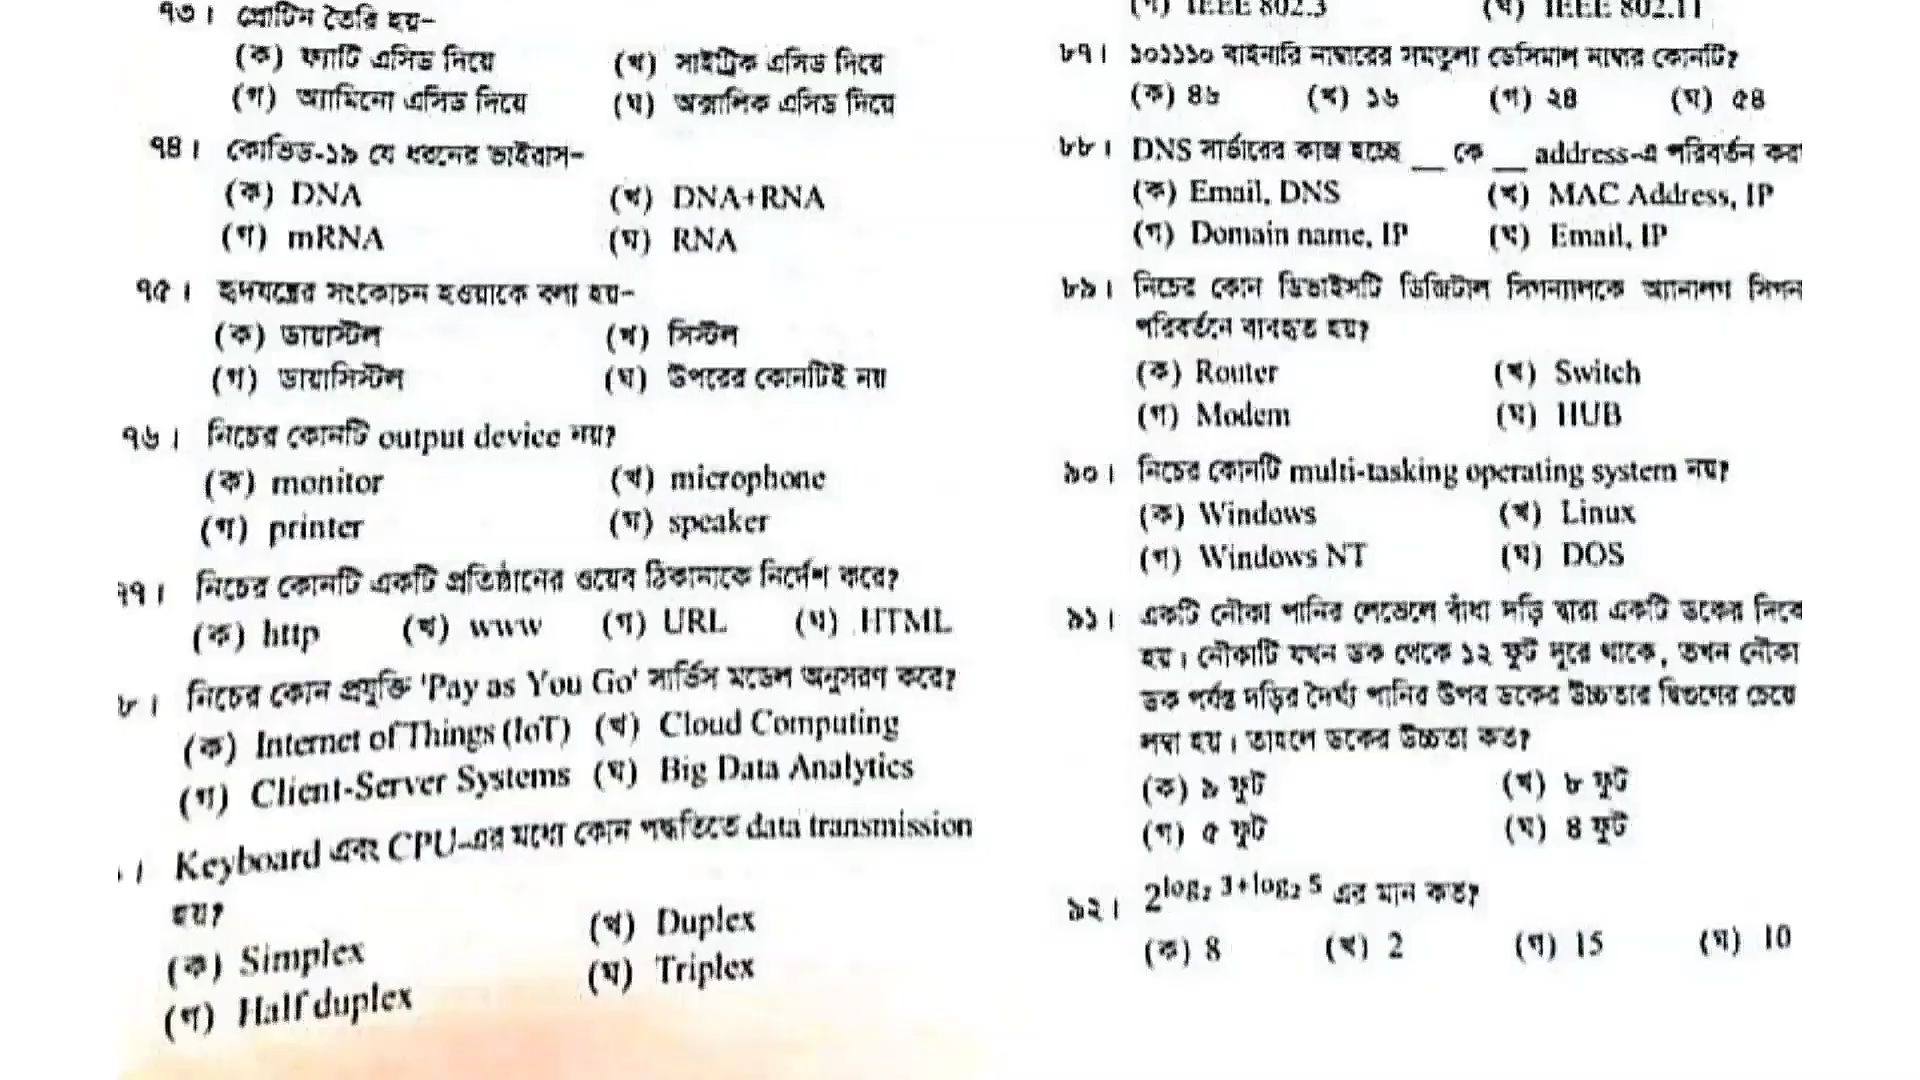 ৭৩। প্রোটিন তৈরি হয়–
(ক) ফ্যাটি এসিড দিয়ে (খ) সাইট্রিক এসিড দিয়ে
(গ) অ্যামিনো এসিড দিয়ে (ঘ) অক্সালিক এসিড দিয়ে
৭৪। কোভিড-১৯ যে ধরনের ভাইরাস–
(ক) DNA (খ) DNA+RNA
(গ) mRNA (ঘ) RNA
৭৫। হৃদযন্ত্রের সংকোচন হওয়াকে বলা হয়–
(ক) ডায়াস্টল (খ) সিস্টল
(গ) ডায়াসিস্টল (ঘ) উপরের কোনটিই নয়
৭৬। নিচের কোনটি output device নয়?
(ক) monitor (খ) microphone
(গ) printer (ঘ) speaker
৭৭। নিচের কোনটি একটি প্রতিষ্ঠানের ওয়েব ঠিকানাকে নির্দেশ করে?
(ক) http (খ) www (গ) URL (ঘ) HTML
৮। নিচের কোন প্রযুক্তি 'Pay as You Go' সার্ভিস মডেল অনুসরণ করে?
(ক) Internet of Things (IoT) (খ) Cloud Computing
(গ) Client-Server Systems (ঘ) Big Data Analytics
। Keyboard এবং CPU-এর মধ্যে কোন পদ্ধতিতে data transmission
হয়?
(ক) Simplex (খ) Duplex
(গ) Half duplex (ঘ) Triplex
(গ) IEEE 802.3 (ঘ) IEEE 802.11
৮৭। ১০১১১০ বাইনারি নাম্বারের সমতুল্য ডেসিমাল নাম্বার কোনটি?
(ক) ৪৬ (খ) ১৬ (গ) ২৪ (ঘ) ৫৪
৮৮। DNS সার্ভারের কাজ হচ্ছে __ কে __ address-এ পরিবর্তন করা
(ক) Email, DNS (খ) MAC Address, IP
(গ) Domain name, IP (ঘ) Email, IP
৮৯। নিচের কোন ডিভাইসটি ডিজিটাল সিগন্যালকে অ্যানালগ সিগন
পরিবর্তনে ব্যবহৃত হয়?
(ক) Router (খ) Switch
(গ) Modem (ঘ) HUB
৯০। নিচের কোনটি multi-tasking operating system নয়?
(ক) Windows (খ) Linux
(গ) Windows NT (ঘ) DOS
৯১। একটি নৌকা পানির লেভেলে বাঁধা দড়ি দ্বারা একটি ডকের দিকে
হয়। নৌকাটি যখন ডক থেকে ১২ ফুট দূরে থাকে, তখন নৌকা
ডক পর্যন্ত দড়ির দৈর্ঘ্য পানির উপর ডকের উচ্চতার দ্বিগুণের চেয়ে
লম্বা হয়। তাহলে ডকের উচ্চতা কত?
(ক) ৯ ফুট (খ) ৮ ফুট
(গ) ৫ ফুট (ঘ) ৪ ফুট
৯২। 2^{log₂ 3+log₂ 5} এর মান কত?
(ক) 8 (খ) 2 (গ) 15 (ঘ) 10